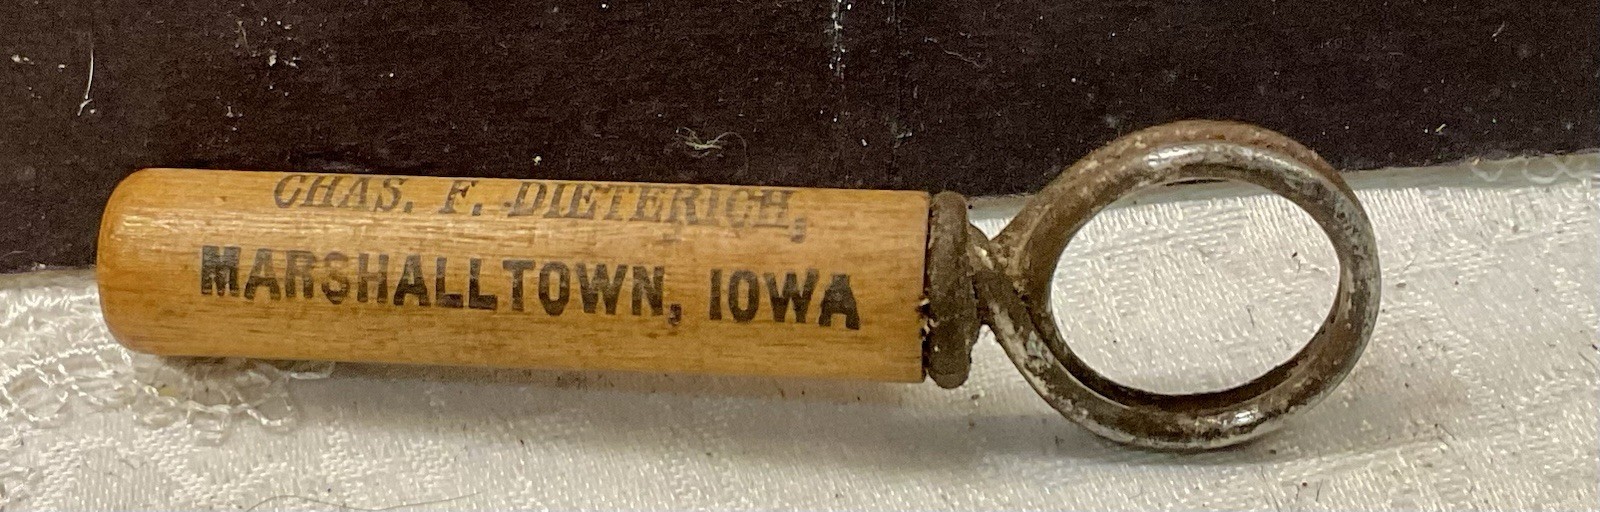 CHAS. F. DIETERICH,
MARSHALLTOWN, IOWA